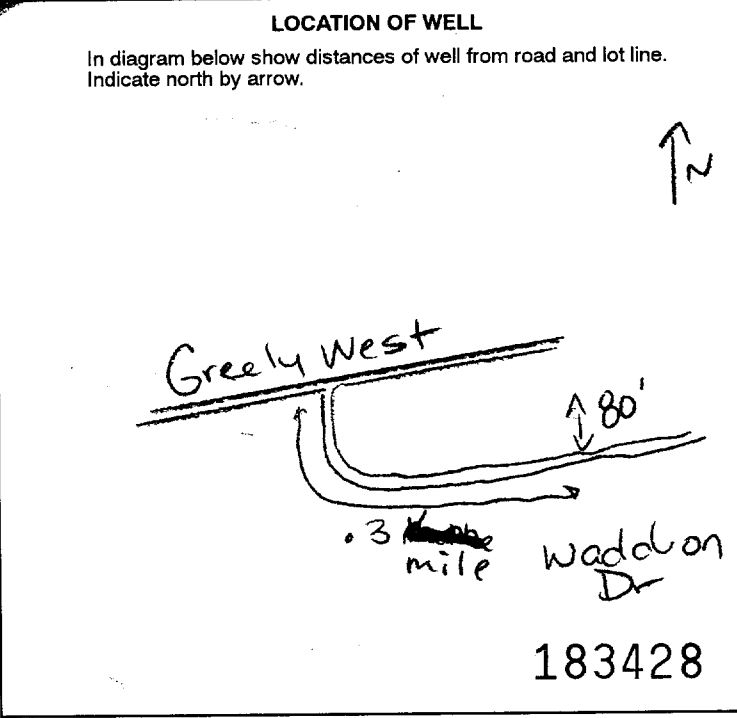 LOCATION OF WELL
In diagram below show distances of well from road and lot line.
Indicate north by arrow.
N
Greely West
80'
.3
mile
Waddon
Dr
183428